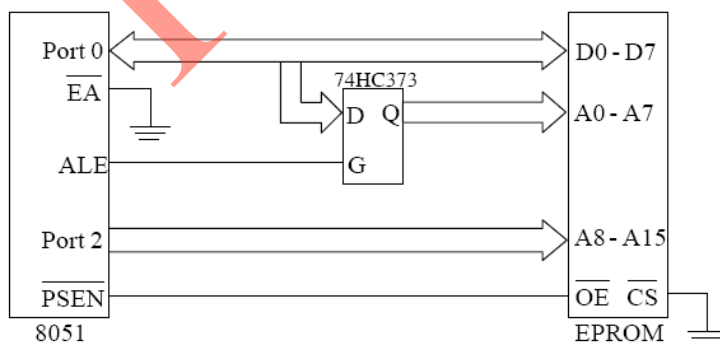 Port 0
D0 - D7
74HC373
EA
D Q
A0 - A7
ALE
G
Port 2
A8 - A15
PSEN
OE CS
8051
EPROM